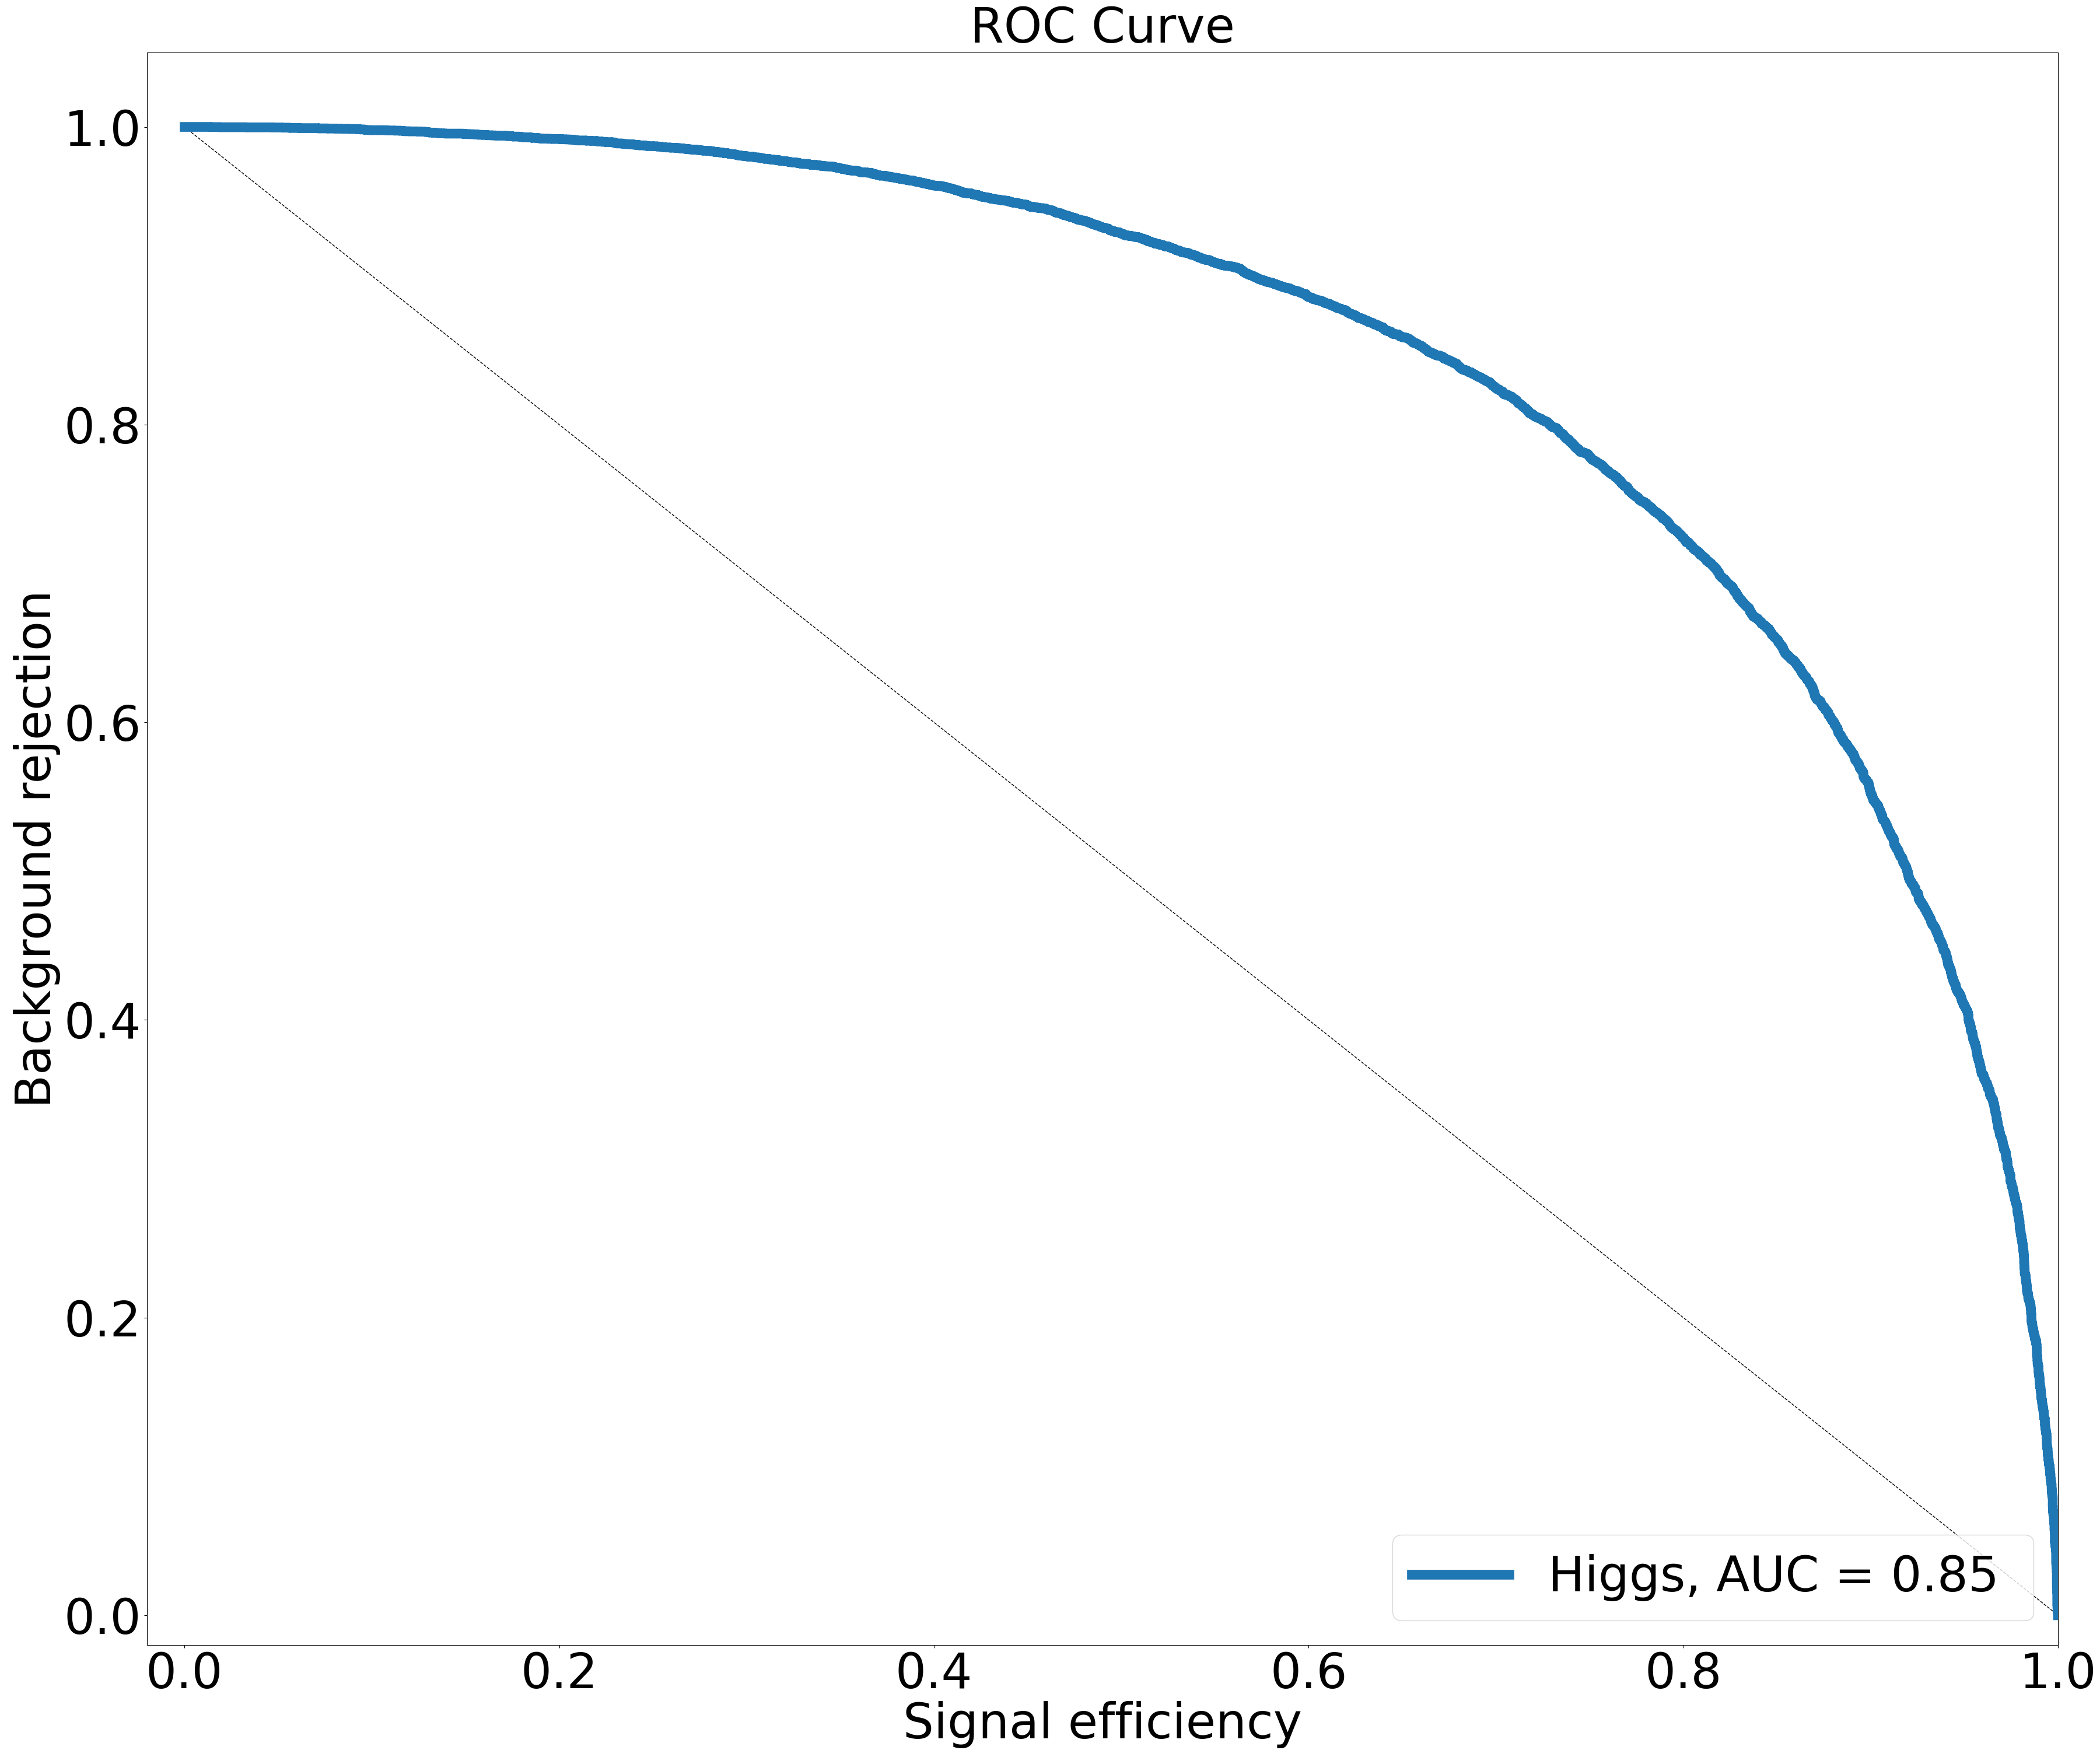 ROC Curve
Background rejection
1.0
0.8
0.6
0.4
0.2
0.0
Higgs, AUC = 0.85
0.0 0.2 0.4 0.6 0.8 1.0
Signal efficiency